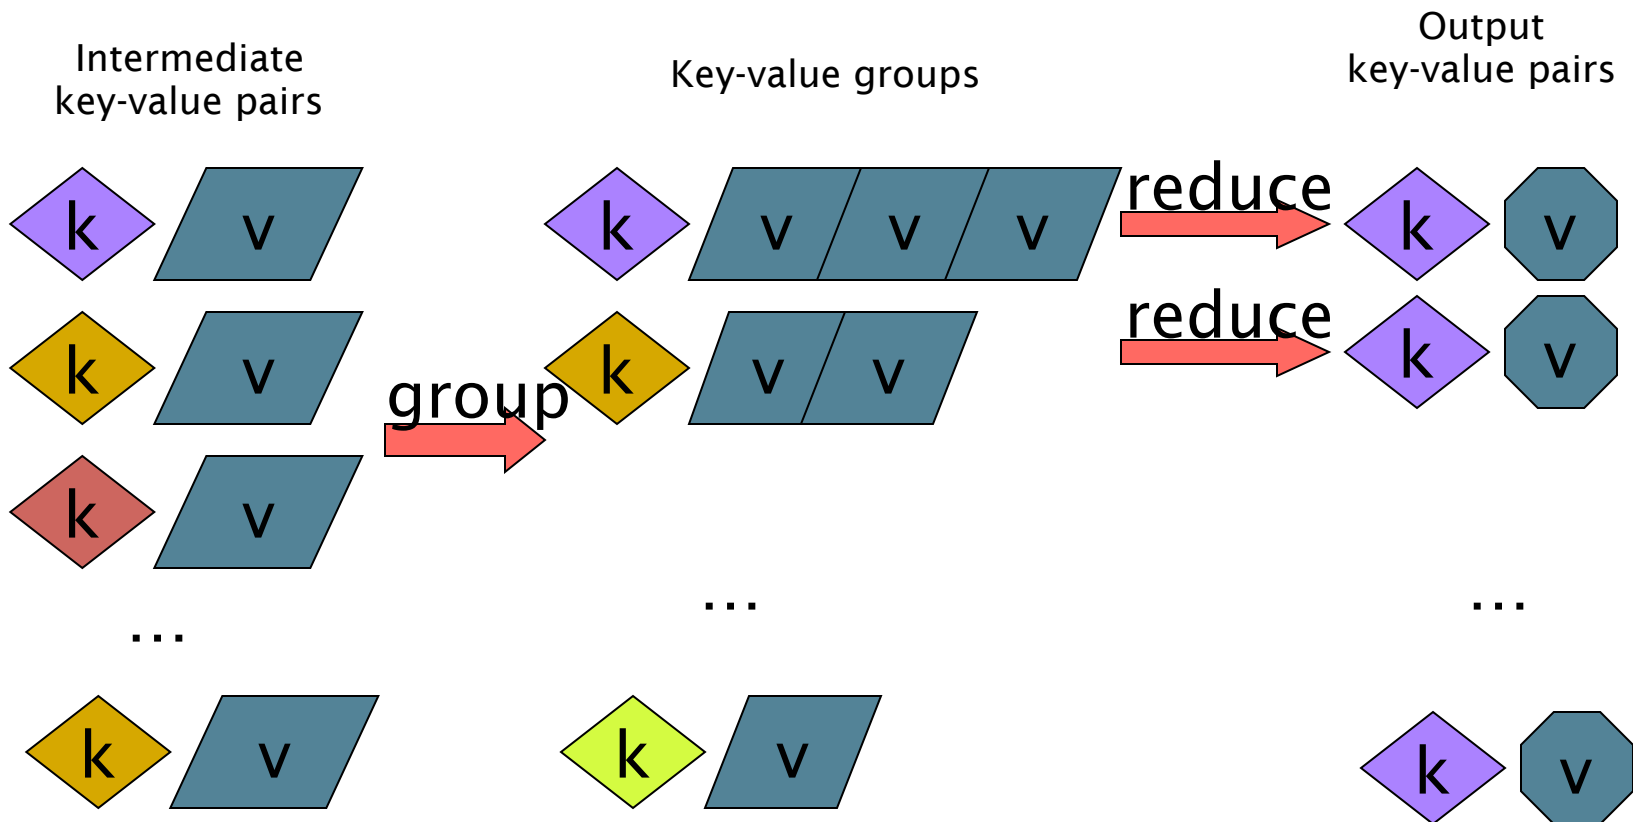 Intermediate
key-value pairs
Key-value groups
Output
key-value pairs
k v
k v v v
reduce
k v
k v
group
k v v
reduce
k v
k v
...
...
...
k v
k v
k v